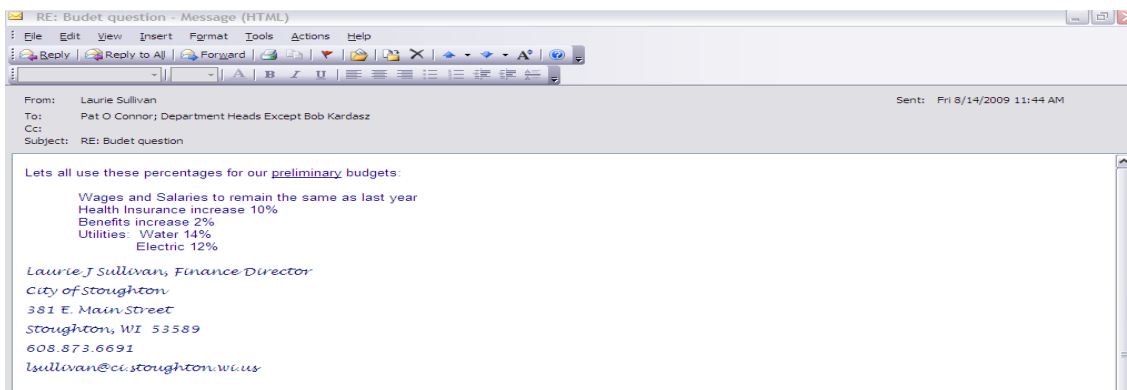 RE: Budet question - Message (HTML)
File Edit View Insert Format Tools Actions Help
Reply Reply to All Forward
A B I U
From: Laurie Sullivan Sent: Fri 8/14/2009 11:44 AM
To: Pat O Connor; Department Heads Except Bob Kardasz
Cc:
Subject: RE: Budet question
Lets all use these percentages for our preliminary budgets:
Wages and Salaries to remain the same as last year
Health Insurance increase 10%
Benefits increase 2%
Utilities: Water 14%
Electric 12%
Laurie J Sullivan, Finance Director
City of Stoughton
381 E. Main Street
Stoughton, WI 53589
608.873.6691
lsullivan@ci.stoughton.wi.us